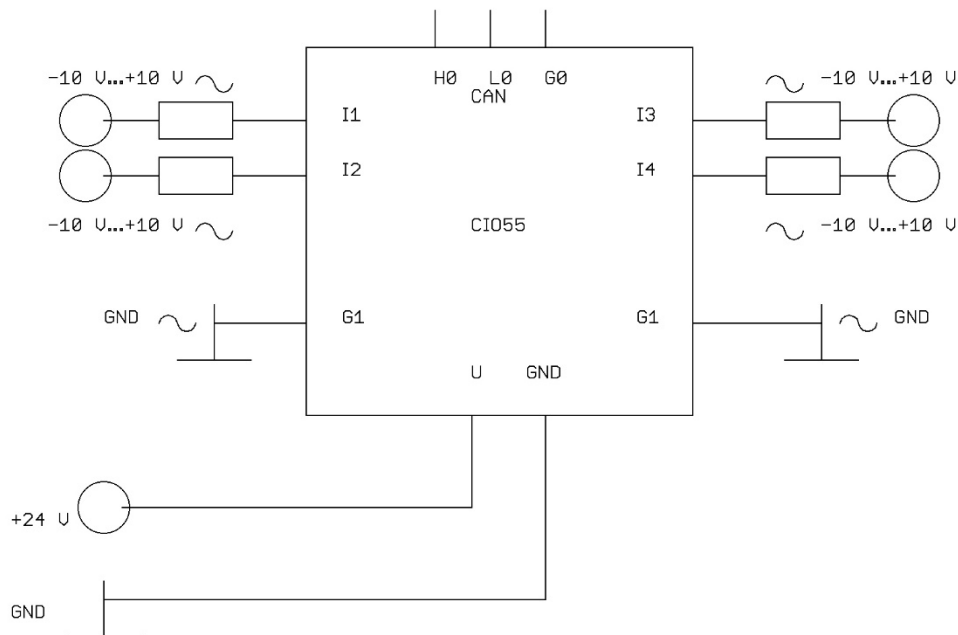 H0 L0 G0
CAN
-10 V...+10 V
-10 V...+10 V
I1
I3
I2
I4
-10 V...+10 V
CIO55
-10 V...+10 V
GND
G1
G1
GND
U GND
+24 V
GND